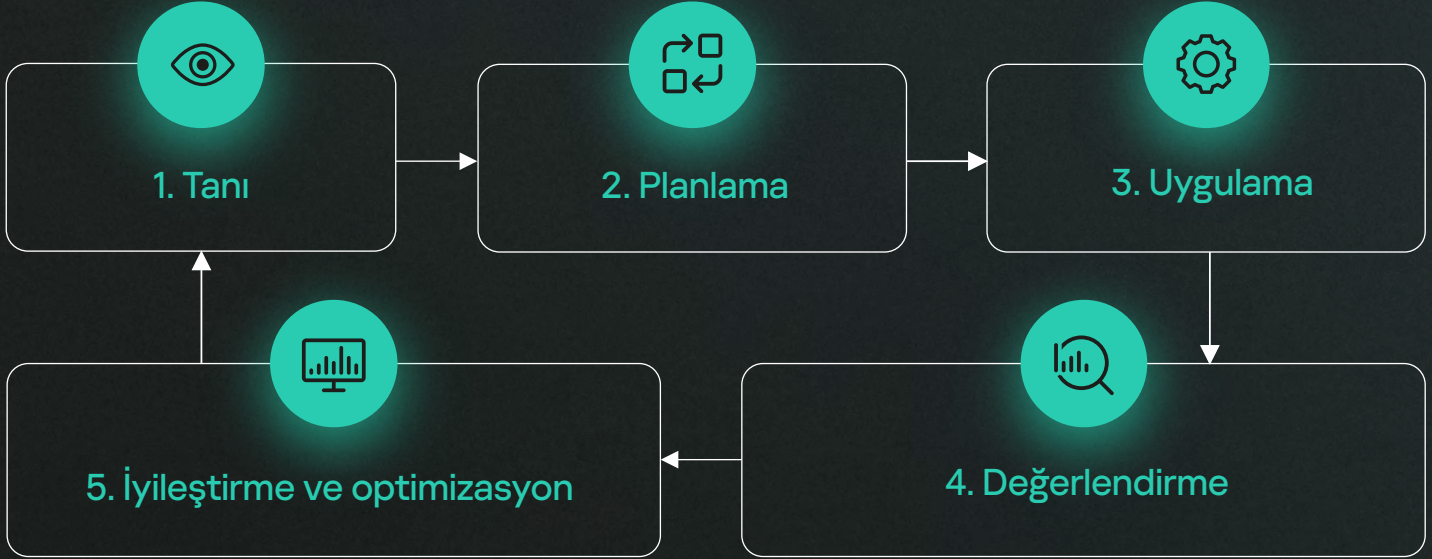 1. Tanı
2. Planlama
3. Uygulama
4. Değerlendirme
5. İyileştirme ve optimizasyon